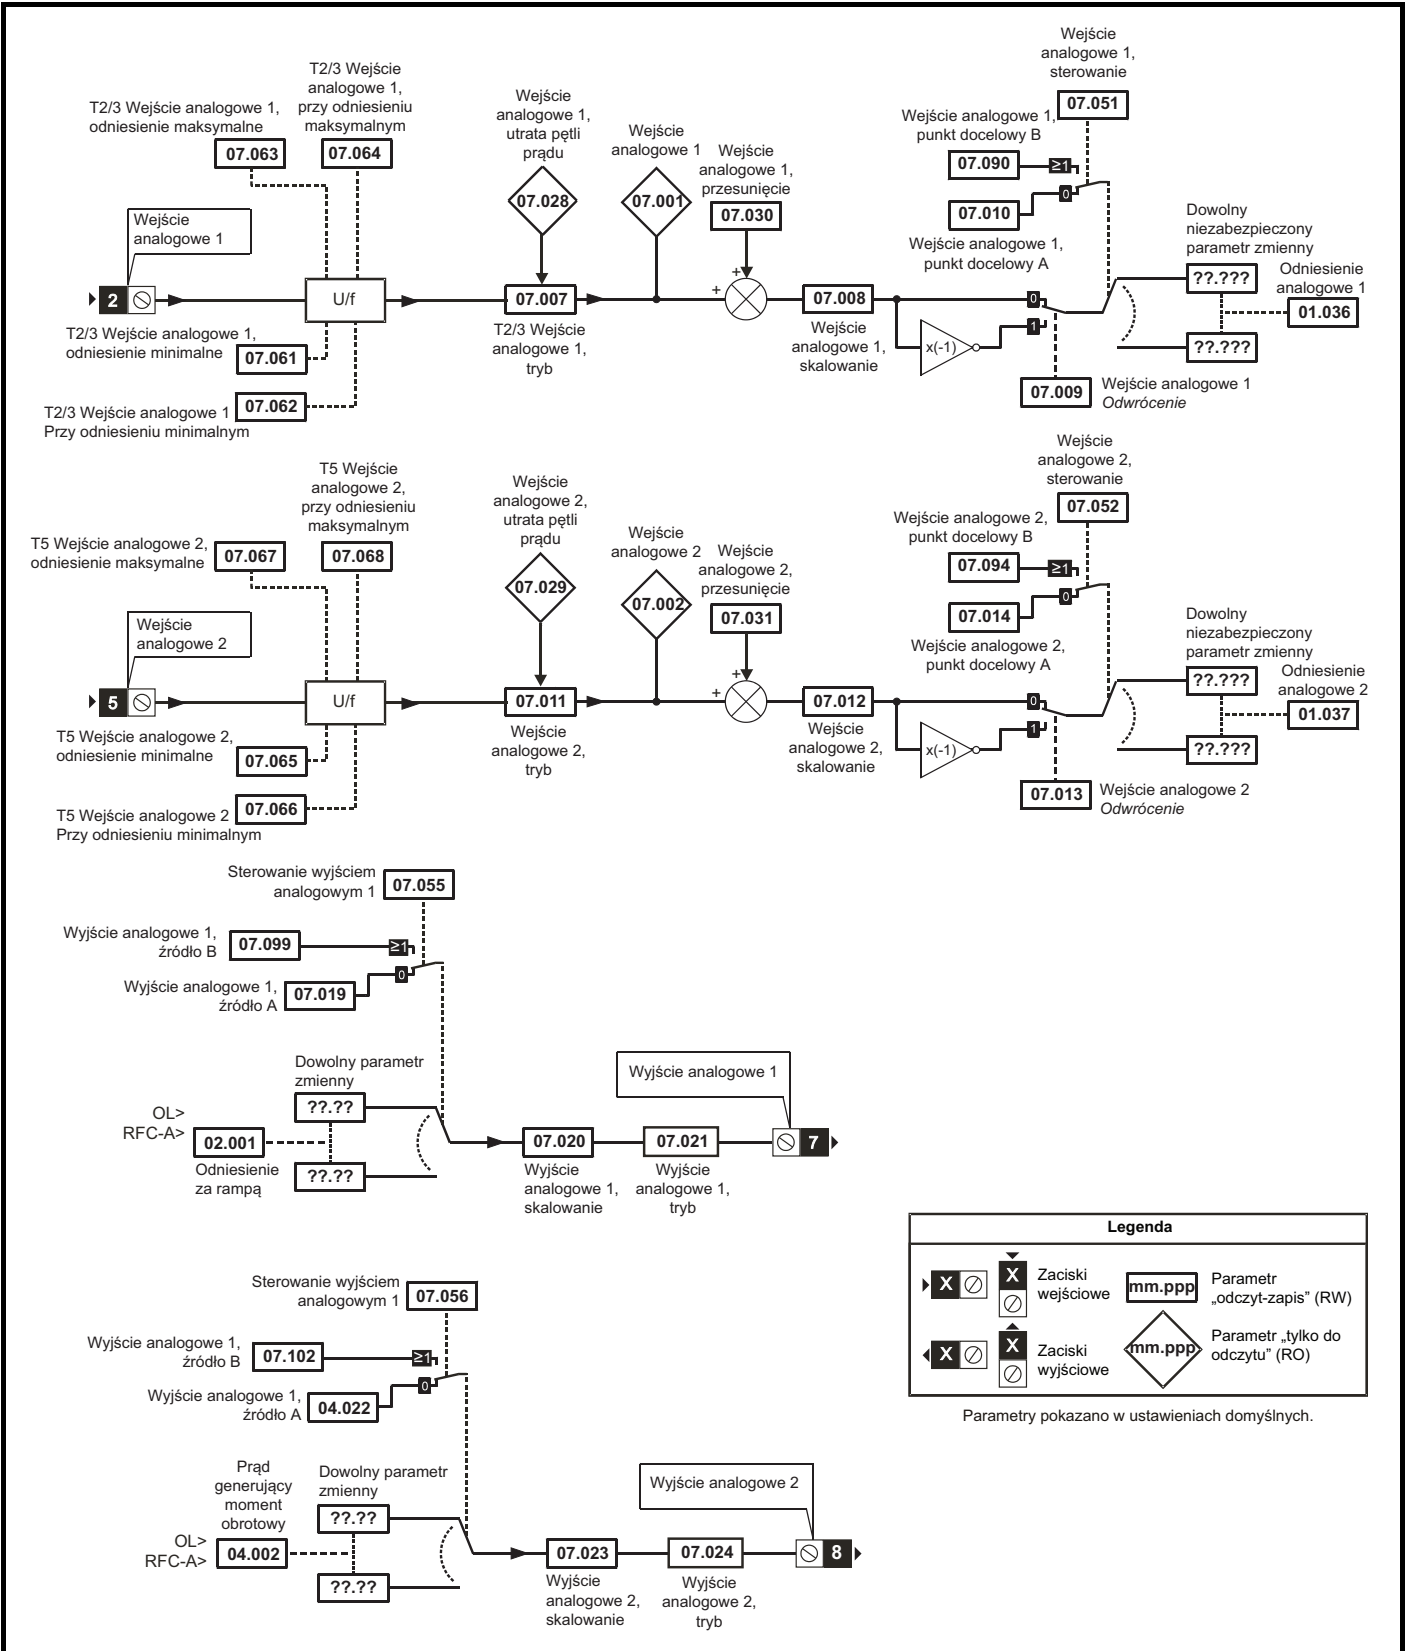 Wejście
analogowe 1,
sterowanie
07.051
T2/3 Wejście
analogowe 1,
przy odniesieniu
maksymalnym
07.064
T2/3 Wejście analogowe 1,
odniesienie maksymalne
07.063
Wejście
analogowe 1,
utrata pętli
prądu
07.028
Wejście
analogowe 1
07.001
Wejście
analogowe 1,
przesunięcie
07.030
Wejście analogowe 1,
punkt docelowy B
07.090
≥1
0
07.010
Wejście analogowe 1,
punkt docelowy A
Dowolny
niezabezpieczony
parametr zmienny
??.???
Odniesienie
analogowe 1
01.036
??.???
Wejście
analogowe 1
2
U/f
07.007
T2/3 Wejście
analogowe 1,
tryb
+
+
07.008
Wejście
analogowe 1,
skalowanie
0
1
x(-1)
07.009
Wejście analogowe 1
Odwrócenie
T2/3 Wejście analogowe 1,
odniesienie minimalne
07.061
T2/3 Wejście analogowe 1
Przy odniesieniu minimalnym
07.062
Wejście
analogowe 2,
sterowanie
07.052
T5 Wejście
analogowe 2,
przy odniesieniu
maksymalnym
07.068
T5 Wejście analogowe 2,
odniesienie maksymalne
07.067
Wejście
analogowe 2,
utrata pętli
prądu
07.029
Wejście
analogowe 2
07.002
Wejście
analogowe 2,
przesunięcie
07.031
Wejście analogowe 2,
punkt docelowy B
07.094
≥1
0
07.014
Wejście analogowe 2,
punkt docelowy A
Dowolny
niezabezpieczony
parametr zmienny
??.???
Odniesienie
analogowe 2
01.037
??.???
Wejście
analogowe 2
5
U/f
07.011
Wejście
analogowe 2,
tryb
+
+
07.012
Wejście
analogowe 2,
skalowanie
0
1
x(-1)
07.013
Wejście analogowe 2
Odwrócenie
T5 Wejście analogowe 2,
odniesienie minimalne
07.065
T5 Wejście analogowe 2
Przy odniesieniu minimalnym
07.066
Sterowanie wyjściem
analogowym 1
07.055
Wyjście analogowe 1,
źródło B
07.099
≥1
0
Wyjście analogowe 1,
źródło A
07.019
Dowolny parametr
zmienny
??.??
OL>
RFC-A>
02.001
Odniesienie
za rampą
??.??
07.020
Wyjście
analogowe 1,
skalowanie
07.021
Wyjście
analogowe 1,
tryb
Wyjście analogowe 1
7
Sterowanie wyjściem
analogowym 1
07.056
Wyjście analogowe 1,
źródło B
07.102
≥1
0
Wyjście analogowe 1,
źródło A
04.022
Prąd
generujący
moment
obrotowy
Dowolny parametr
zmienny
??.??
OL>
RFC-A>
04.002
??.??
07.023
Wyjście
analogowe 2,
skalowanie
07.024
Wyjście
analogowe 2,
tryb
Wyjście analogowe 2
8
Legenda
X
X
Zaciski
wejściowe
mm.ppp
Parametr
„odczyt-zapis” (RW)
X
X
Zaciski
wyjściowe
mm.ppp
Parametr „tylko do
odczytu” (RO)
Parametry pokazano w ustawieniach domyślnych.